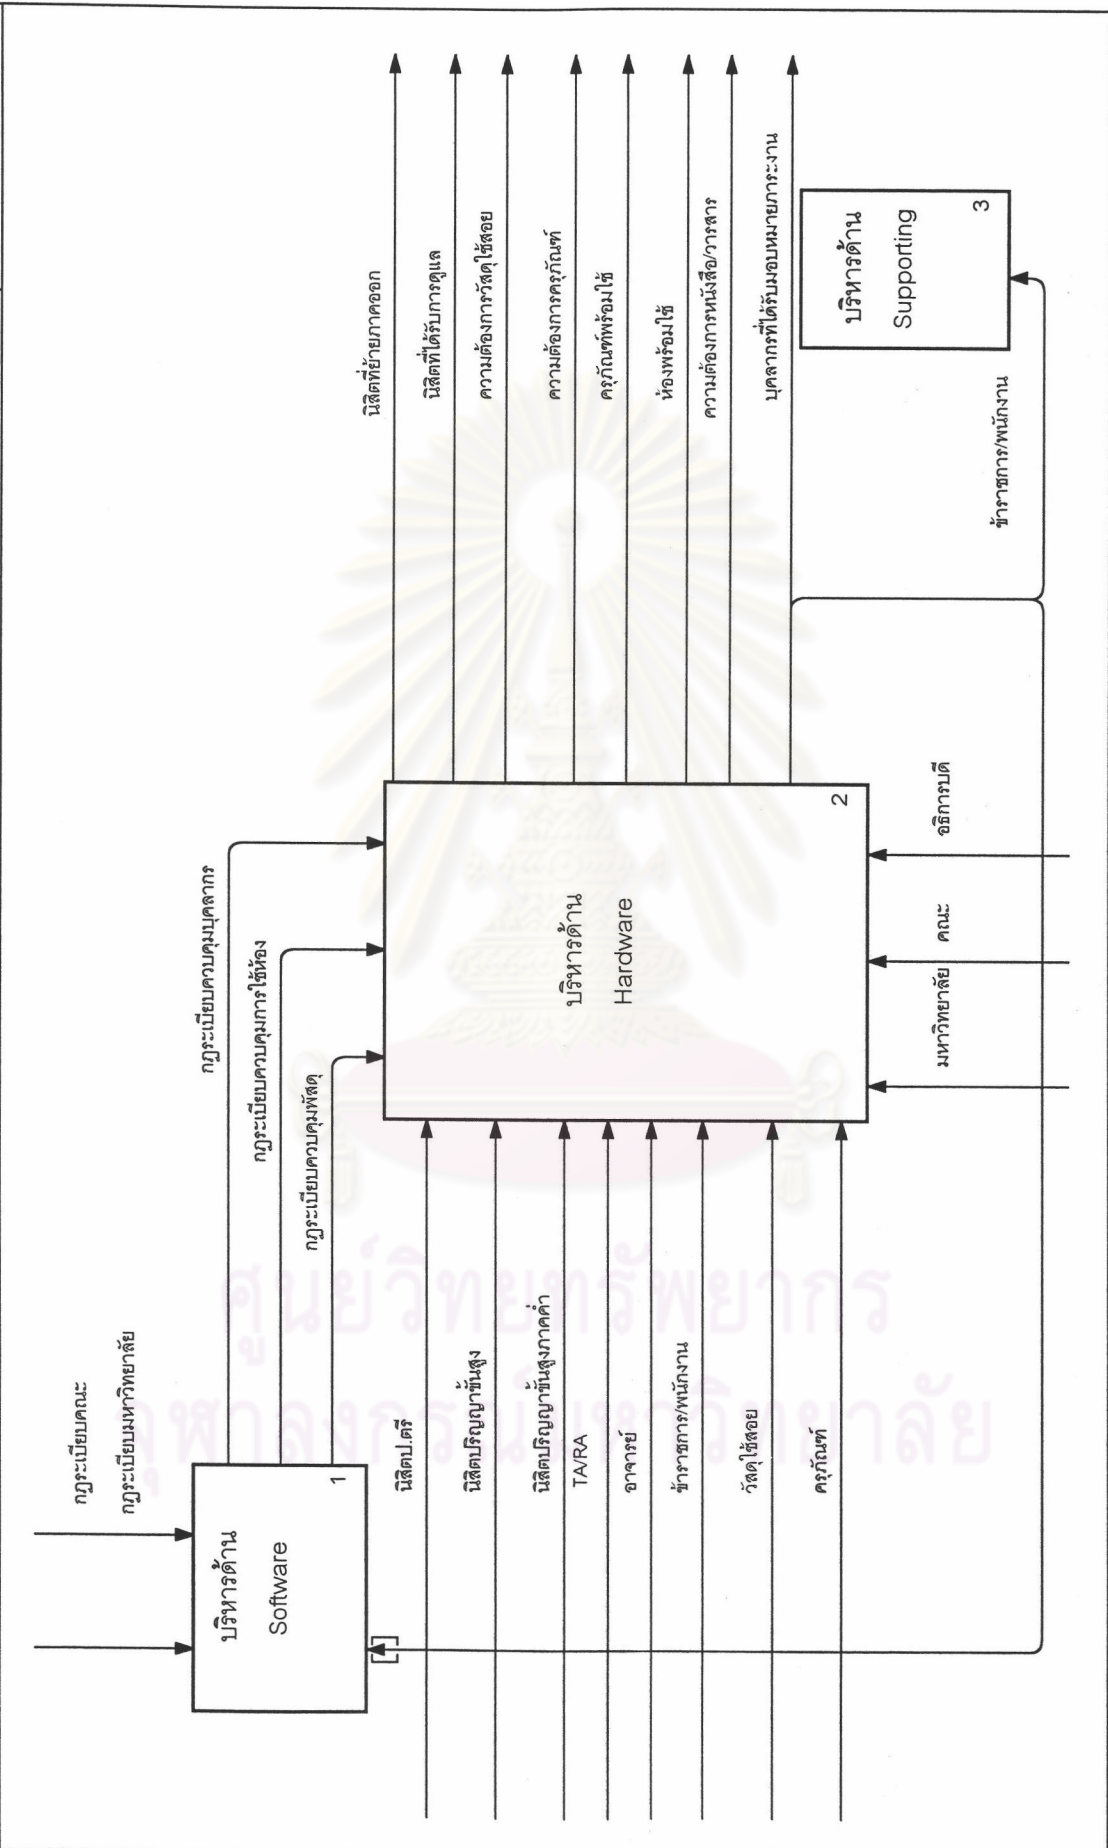 กฎระเบียบคณะ
กฎระเบียบมหาวิทยาลัย
บริหารด้าน
Software
1
กฎระเบียบควบคุมบุคลากร
กฎระเบียบควบคุมการใช้ห้อง
กฎระเบียบควบคุมพัสดุ
นิสิตป.ตรี
นิสิตปริญญาขั้นสูง
นิสิตปริญญาขั้นสูงภาคค่ำ
TA/RA
อาจารย์
ข้าราชการ/พนักงาน
วัสดุใช้สอย
ครุภัณฑ์
บริหารด้าน
Hardware
2
มหาวิทยาลัย
คณะ
อธิการบดี
นิสิตที่ย้ายภาคออก
นิสิตที่ได้รับการดูแล
ความต้องการวัสดุใช้สอย
ความต้องการครุภัณฑ์
ครุภัณฑ์พร้อมใช้
ห้องพร้อมใช้
ความต้องการหนังสือ/วารสาร
บุคลากรที่ได้รับมอบหมายภาระงาน
บริหารด้าน
Supporting
3
ข้าราชการ/พนักงาน
ศูนย์วิทยทรัพยากร
จุฬาลงกรณ์มหาวิทยาลัย